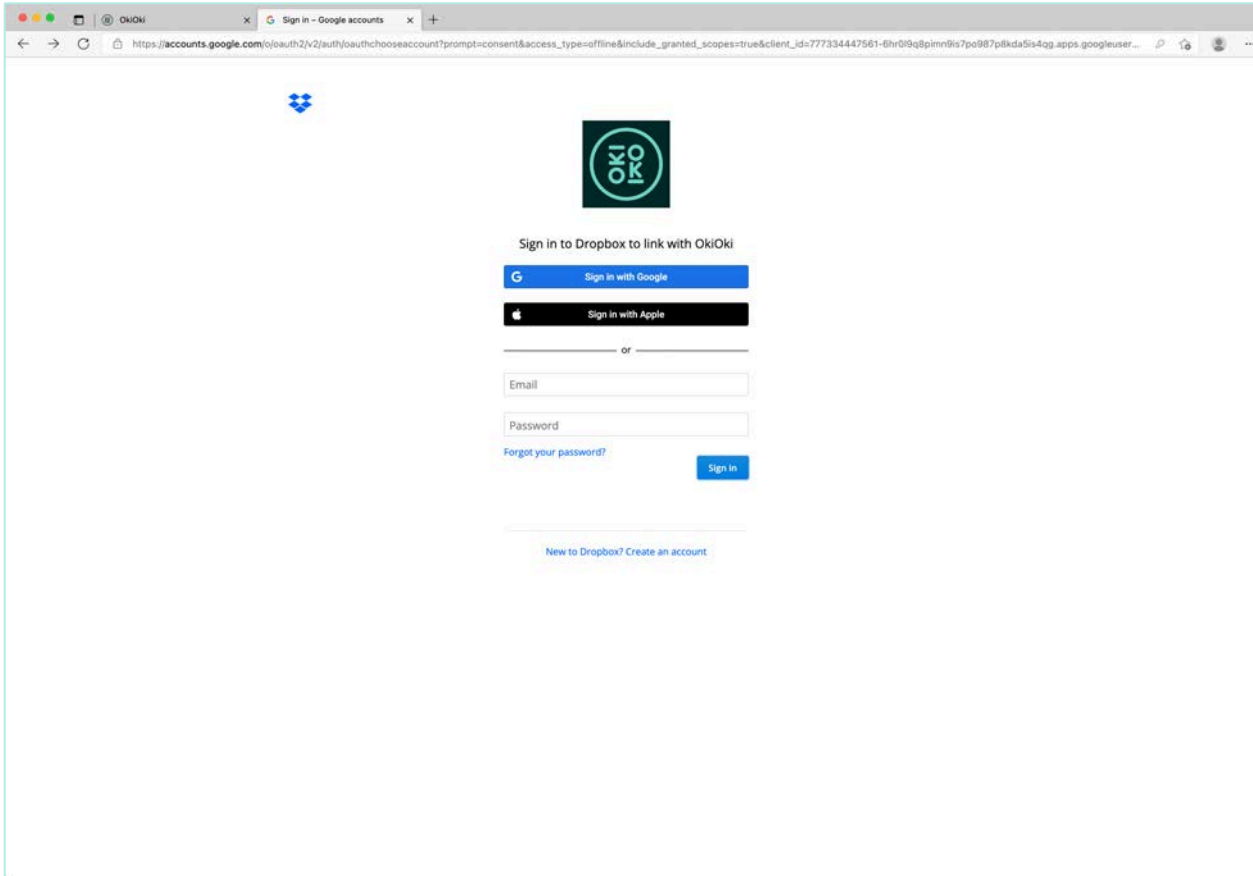 OkiOki
Sign in – Google accounts
https://accounts.google.com/o/oauth2/v2/auth/oauthchooseaccount?prompt=consent&access_type=offline&include_granted_scopes=true&client_id=777334447561-6hr0l9q8pimn9is7po987p8kda5is4qg.apps.googleuser...
OKI
OKI
Sign in to Dropbox to link with OkiOki
Sign in with Google
Sign in with Apple
or
Email
Password
Forgot your password?
Sign in
New to Dropbox? Create an account